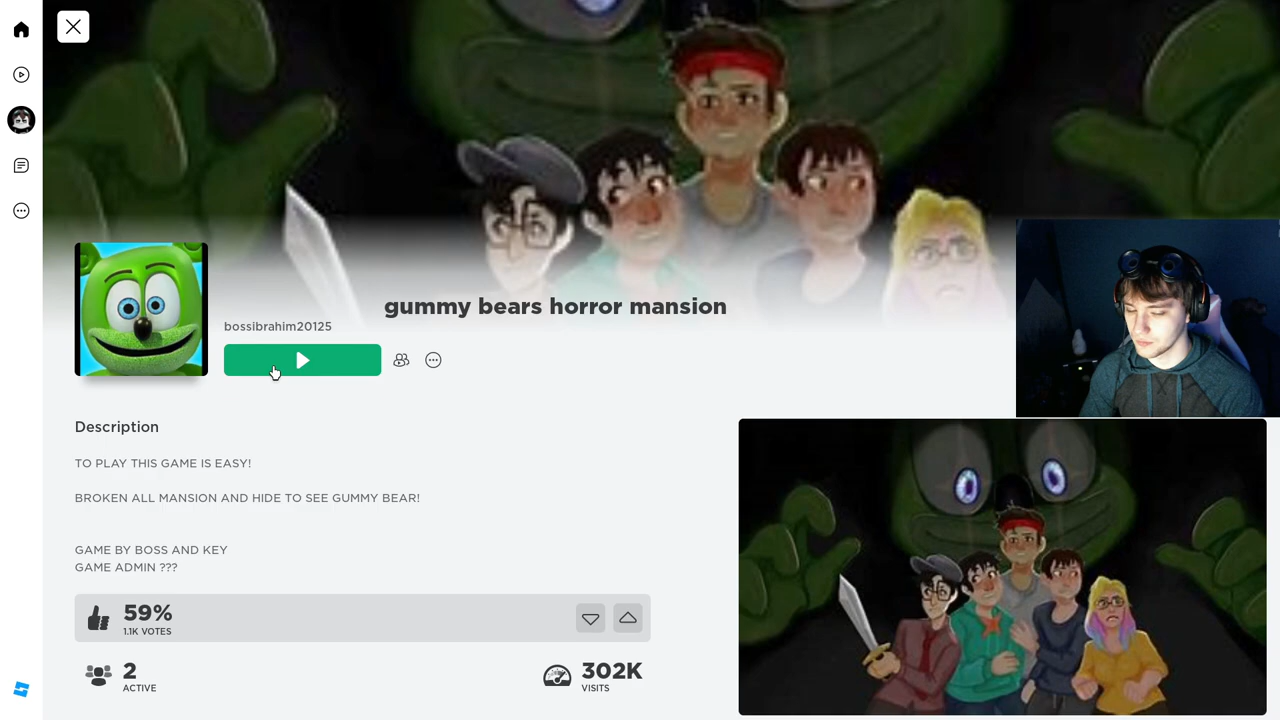 gummy bears horror mansion
bossibrahim20125
Description
TO PLAY THIS GAME IS EASY!
BROKEN ALL MANSION AND HIDE TO SEE GUMMY BEAR!
GAME BY BOSS AND KEY
GAME ADMIN ???
59%
1.1K VOTES
2
ACTIVE
302K
VISITS